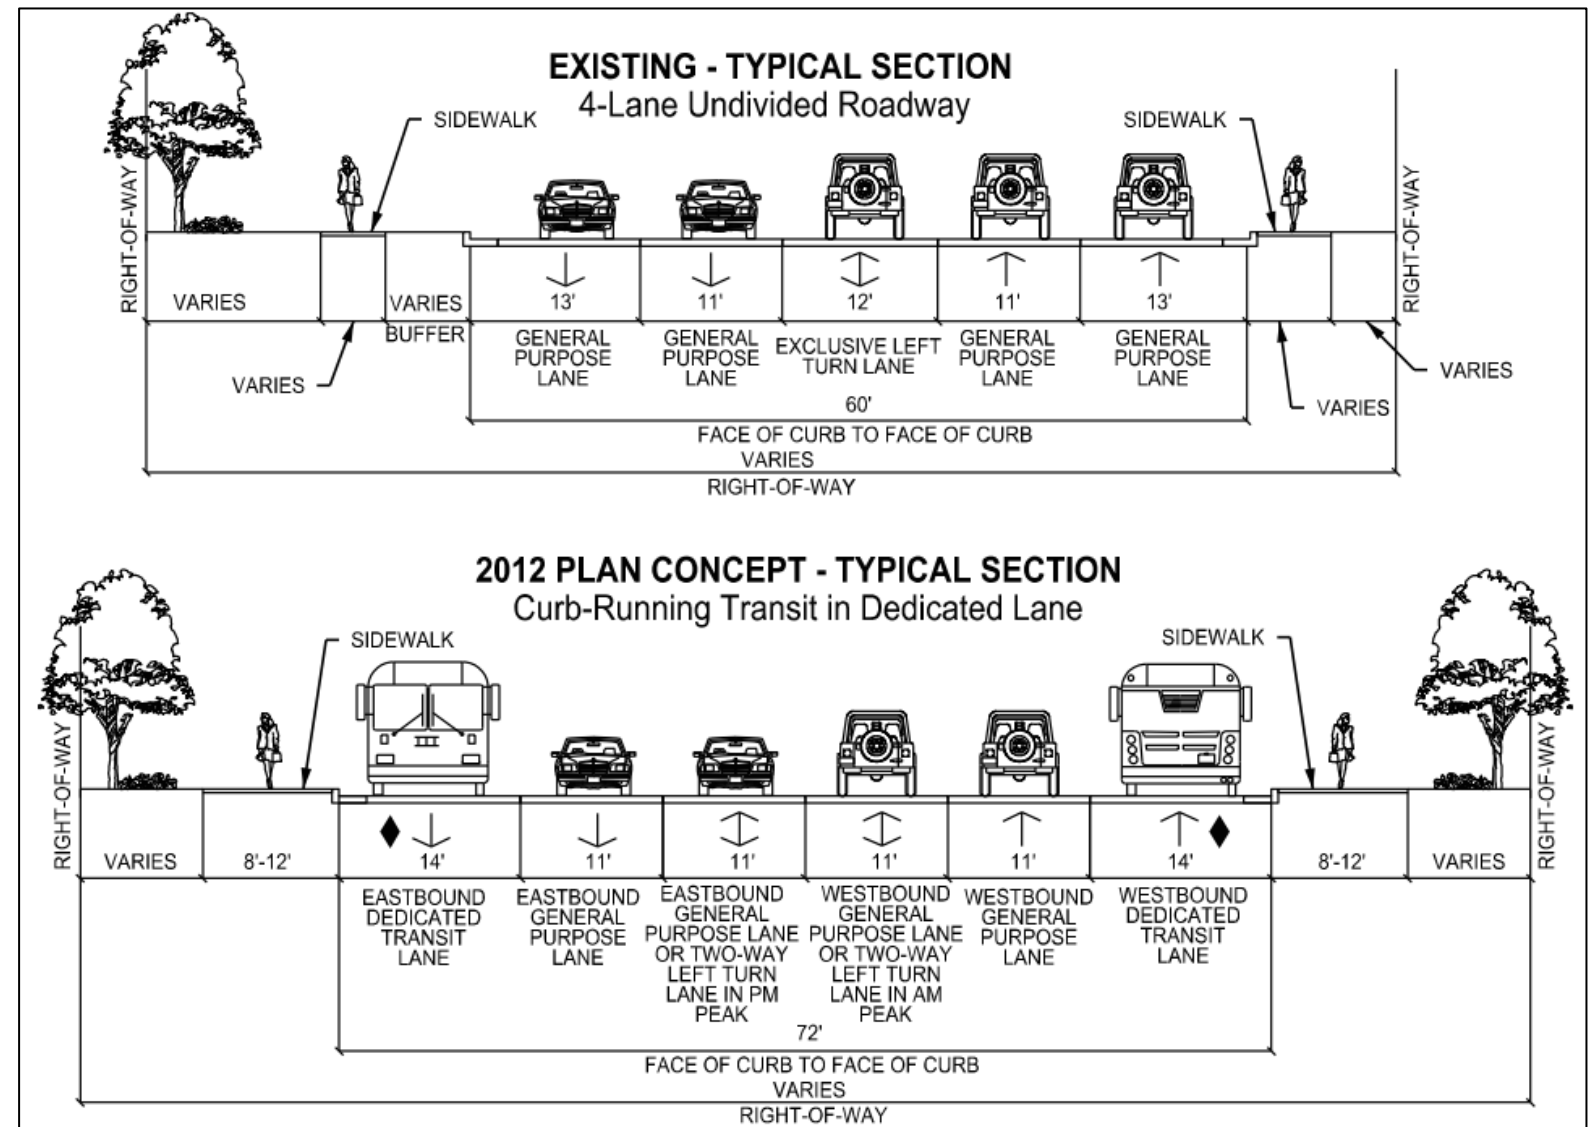 EXISTING - TYPICAL SECTION
4-Lane Undivided Roadway
SIDEWALK
SIDEWALK
RIGHT-OF-WAY
RIGHT-OF-WAY
VARIES
VARIES
13'
11'
12'
11'
13'
BUFFER
GENERAL
PURPOSE
LANE
GENERAL
PURPOSE
LANE
EXCLUSIVE LEFT
TURN LANE
GENERAL
PURPOSE
LANE
GENERAL
PURPOSE
LANE
VARIES
VARIES
VARIES
60'
FACE OF CURB TO FACE OF CURB
VARIES
RIGHT-OF-WAY
2012 PLAN CONCEPT - TYPICAL SECTION
Curb-Running Transit in Dedicated Lane
SIDEWALK
SIDEWALK
RIGHT-OF-WAY
RIGHT-OF-WAY
VARIES
8'-12'
14'
11'
11'
11'
11'
14'
8'-12'
VARIES
EASTBOUND
DEDICATED
TRANSIT
LANE
EASTBOUND
GENERAL
PURPOSE
LANE
EASTBOUND
GENERAL
PURPOSE LANE
OR TWO-WAY
LEFT TURN
LANE IN PM
PEAK
WESTBOUND
GENERAL
PURPOSE LANE
OR TWO-WAY
LEFT TURN
LANE IN AM
PEAK
WESTBOUND
GENERAL
PURPOSE
LANE
WESTBOUND
DEDICATED
TRANSIT
LANE
72'
FACE OF CURB TO FACE OF CURB
VARIES
RIGHT-OF-WAY